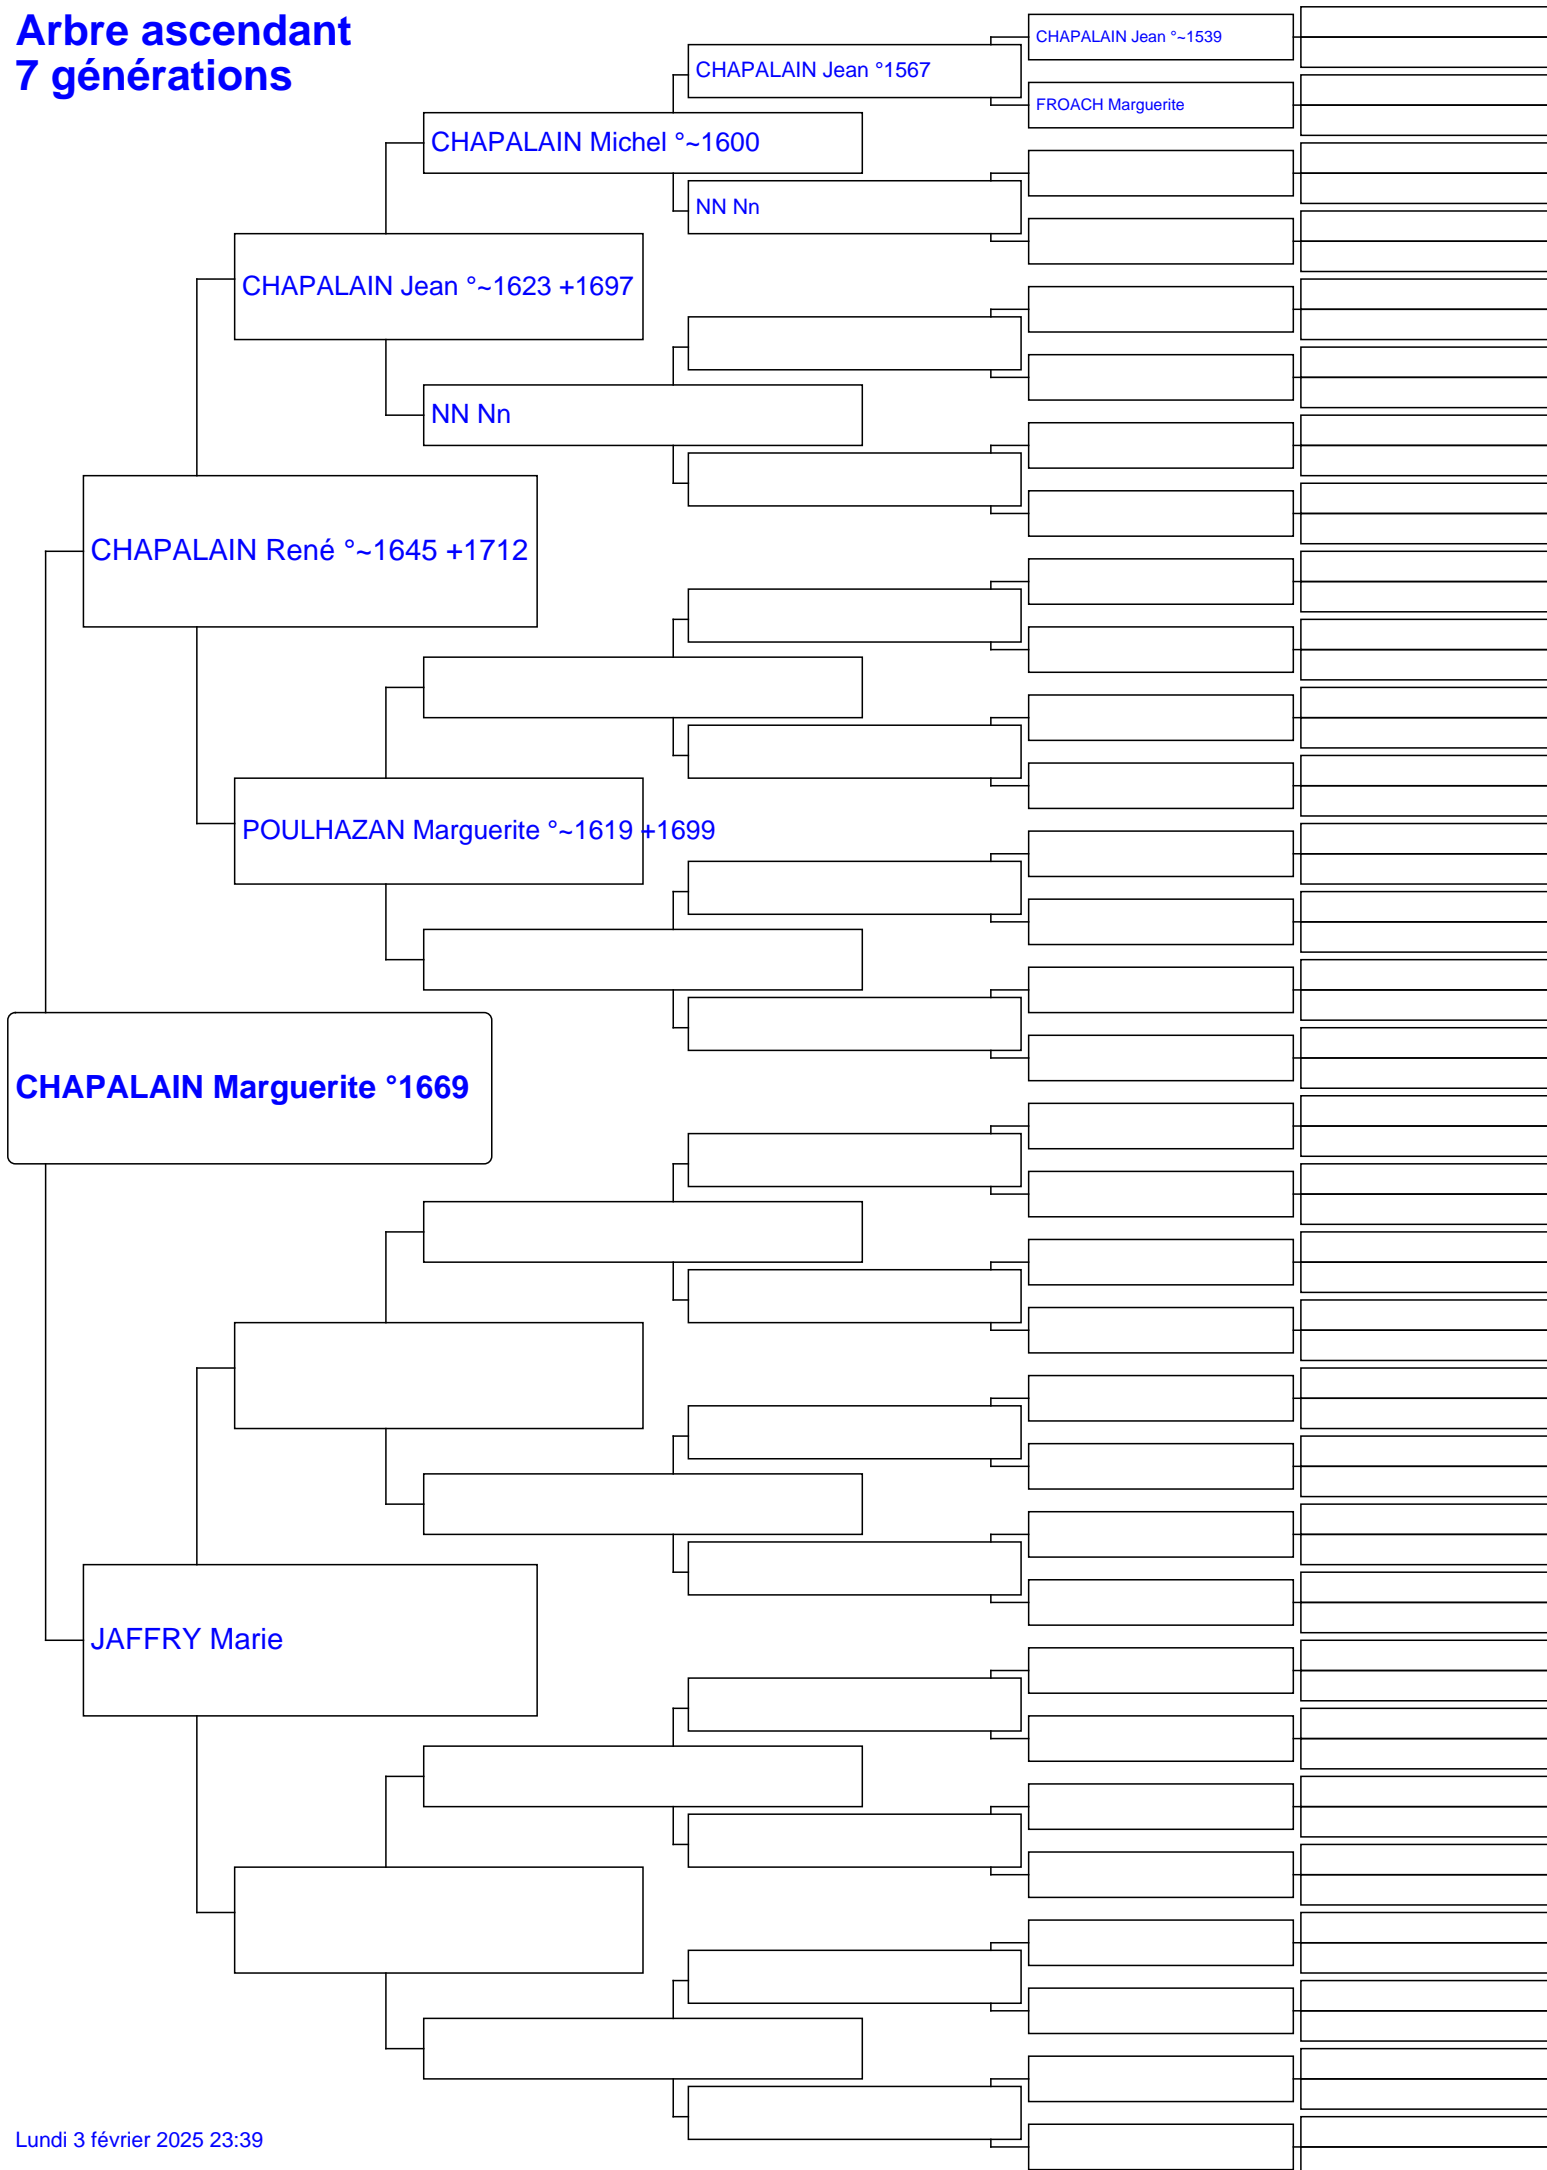 Arbre ascendant
7 générations
CHAPALAIN Jean °~1539
CHAPALAIN Jean °1567
FROACH Marguerite
CHAPALAIN Michel °~1600
NN Nn
CHAPALAIN Jean °~1623 +1697
NN Nn
CHAPALAIN René °~1645 +1712
POULHAZAN Marguerite °~1619 +1699
CHAPALAIN Marguerite °1669
JAFFRY Marie
Lundi 3 février 2025 23:39